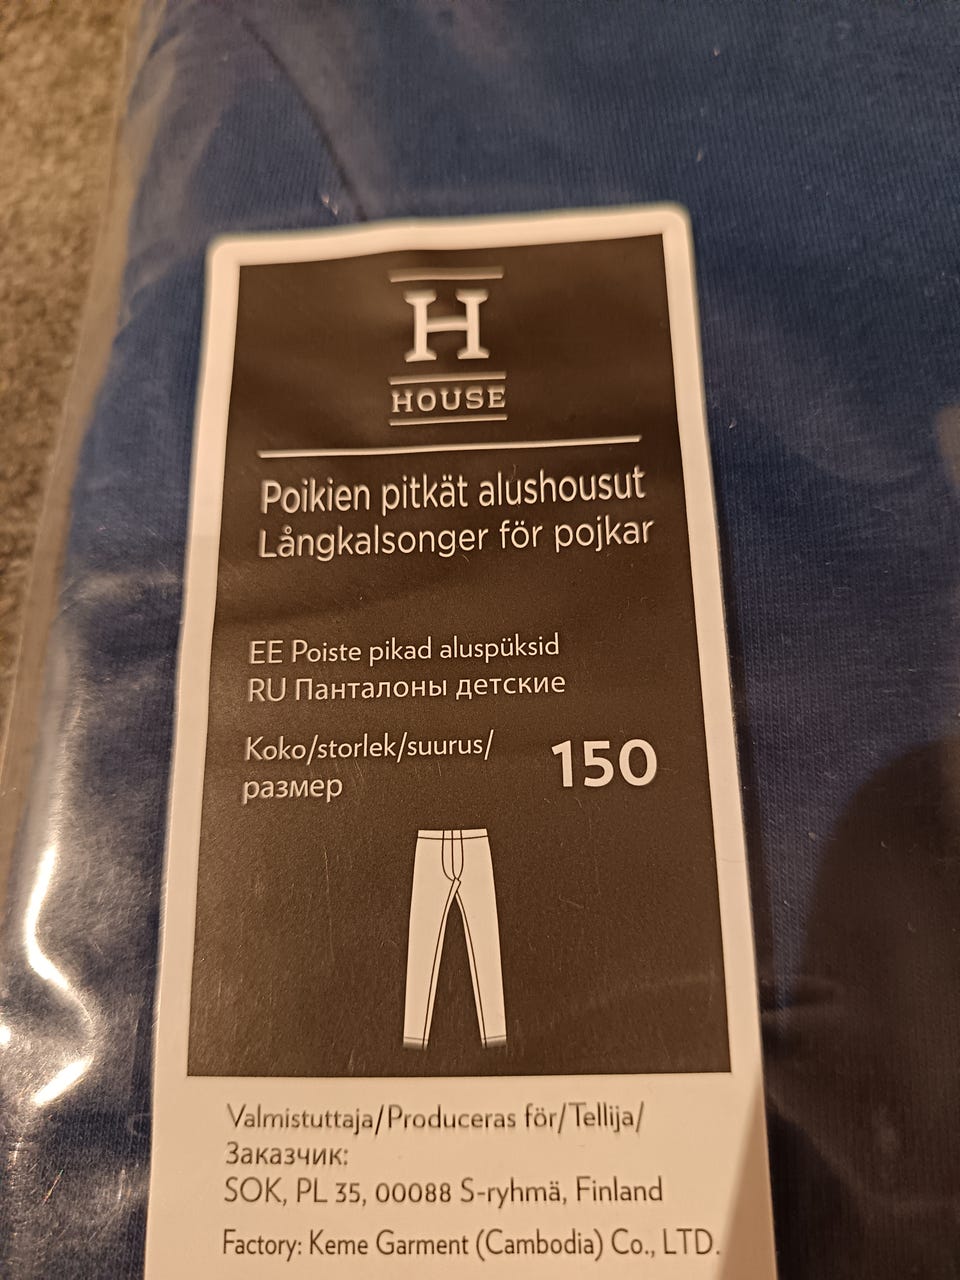 H
HOUSE
Poikien pitkät alushousut
Långkalsonger för pojkar
EE Poiste pikad aluspüksid
RU Панталоны детские
Koko/storlek/suurus/
размер
150
Valmistuttaja/Produceras för/Tellija/
Заказчик:
SOK, PL 35, 00088 S-ryhmä, Finland
Factory: Keme Garment (Cambodia) Co., LTD.